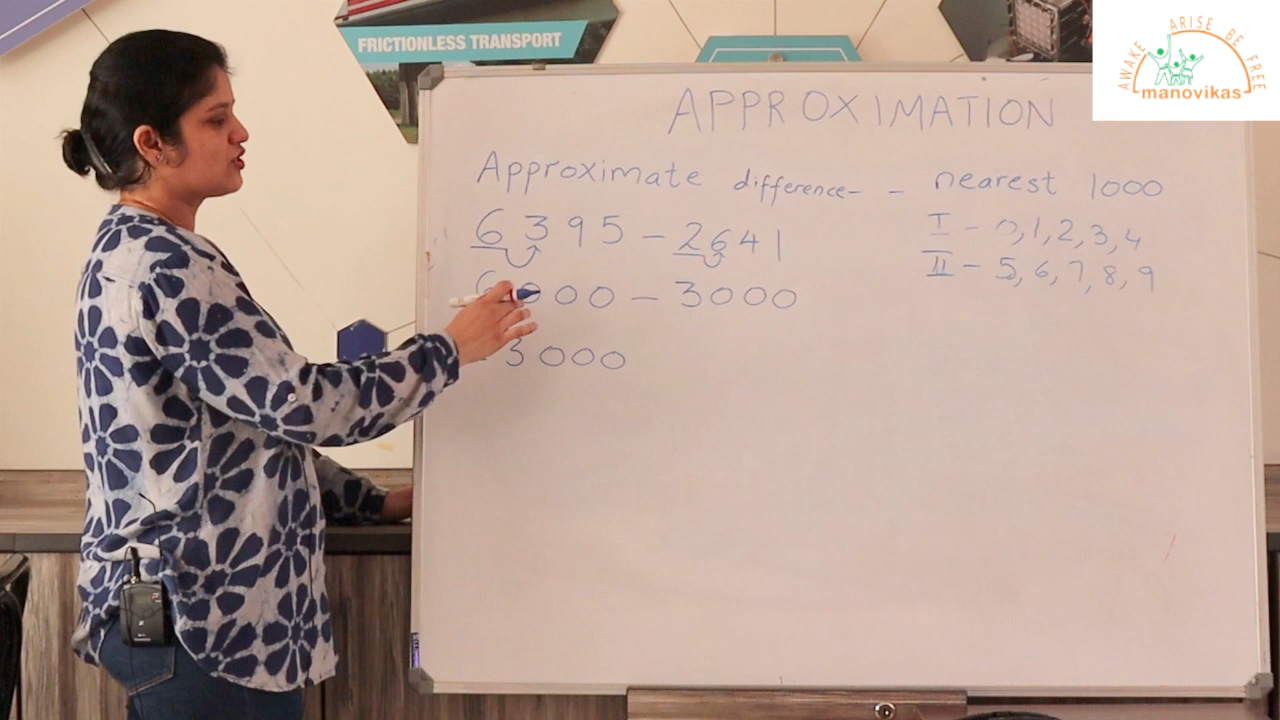 FRICTIONLESS TRANSPORT
AWAKE ARISE BE FREE
manovikas
APPROXIMATION
Approximate difference - - nearest 1000
6395 - 2641
I - 0,1,2,3,4
II - 5,6,7,8,9
6000 - 3000
3000